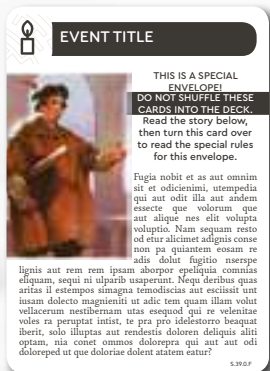 EVENT TITLE
THIS IS A SPECIAL
ENVELOPE!
DO NOT SHUFFLE THESE
CARDS INTO THE DECK.
Read the story below,
then turn this card over
to read the special rules
for this envelope.
Fugia nobit et as aut omnim
sit et odicienimi, utempedia
qui aut odit illa aut andem
essecte que volorum que
aut alique nes elit volupta
voluptio. Nam sequam resto
od etur alicimet adignis conse
non pa quiantem eosam re
adis dolut fugitio nserspe
lignis aut rem rem ipsam aborpor epeliquia comnias
eliquam, sequi ni ulparib usaperunt. Nequ deribus quas
aritas il estempos simagna temodiscias aut esciissit unt
iusam dolecto magnieniti ut adic tem quam illam volut
vellacerum nestibernam utas esequod qui re velenitae
voles ra peruptat intist, te pra pro idelestorro beaquat
iberit, solo illuptas aut rendestis doloren deliquis aliti
optam, nia conet ommos dolorepra qui aut aut odi
doloreped ut que doloriae dolent atatem eatur?
S.39.0.F